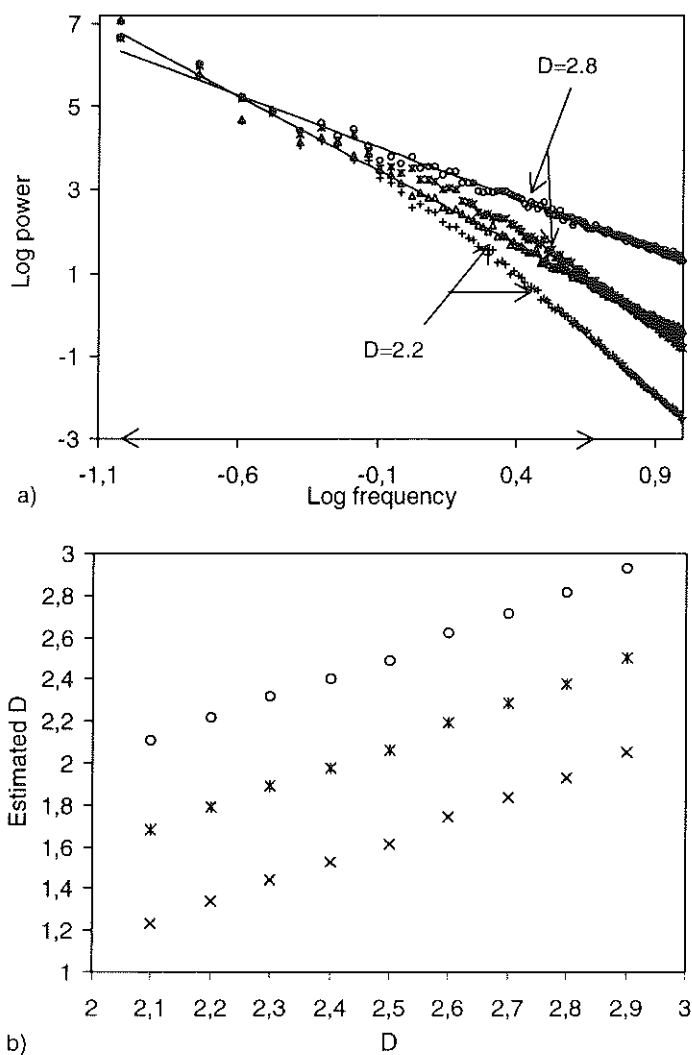 7
5
3
1
-1
-3
Log power
D=2.8
D=2.2
-1,1 -0,6 -0,1 0,4 0,9
Log frequency
a)
3
2,8
2,6
2,4
2,2
2
1,8
1,6
1,4
1,2
1
Estimated D
2 2,1 2,2 2,3 2,4 2,5 2,6 2,7 2,8 2,9 3
D
b)